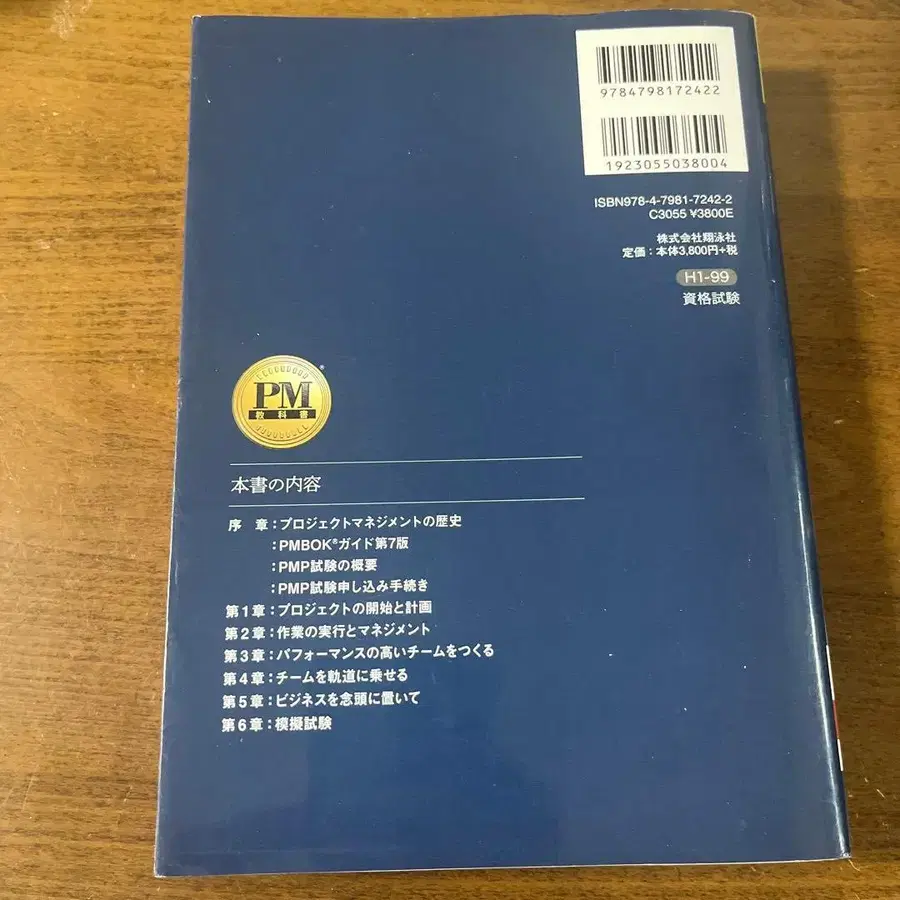 9784798172422
1923055038004
ISBN978-4-7981-7242-2
C3055 ¥3800E
株式会社翔泳社
定価：本体3,800円+税
H1-99
資格試験
PM
教科書
本書の内容
序　章：プロジェクトマネジメントの歴史
：PMBOK®ガイド第7版
：PMP試験の概要
：PMP試験申し込み手続き
第1章：プロジェクトの開始と計画
第2章：作業の実行とマネジメント
第3章：パフォーマンスの高いチームをつくる
第4章：チームを軌道に乗せる
第5章：ビジネスを念頭に置いて
第6章：模擬試験